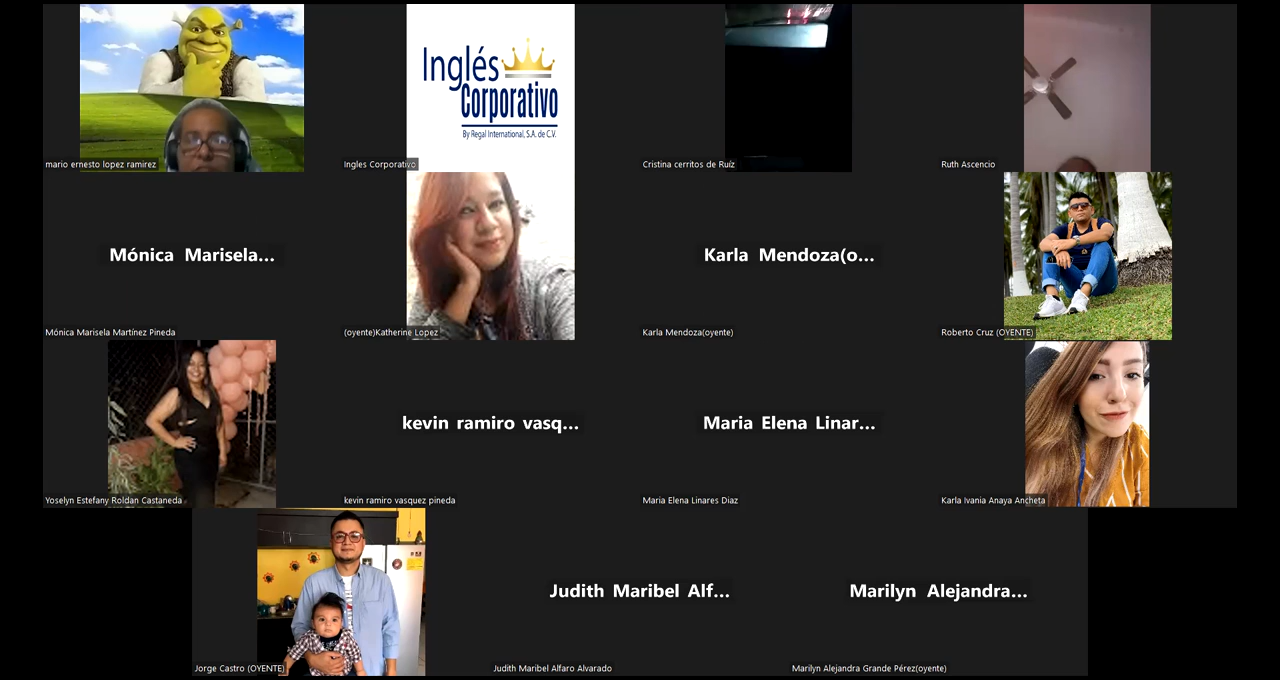 mario ernesto lopez ramirez
Inglés
Corporativo
By Regal International, S.A. de C.V.
Ingles Corporativo
Cristina cerritos de Ruíz
Ruth Ascencio
Mónica Marisela...
Mónica Marisela Martínez Pineda
(oyente)Katherine Lopez
Karla Mendoza(o...
Karla Mendoza(oyente)
Roberto Cruz (OYENTE)
Yoselyn Estefany Roldan Castaneda
kevin ramiro vasq...
kevin ramiro vasquez pineda
Maria Elena Linar...
Maria Elena Linares Diaz
Karla Ivania Anaya Ancheta
Jorge Castro (OYENTE)
Judith Maribel Alf...
Judith Maribel Alfaro Alvarado
Marilyn Alejandra...
Marilyn Alejandra Grande Pérez(oyente)